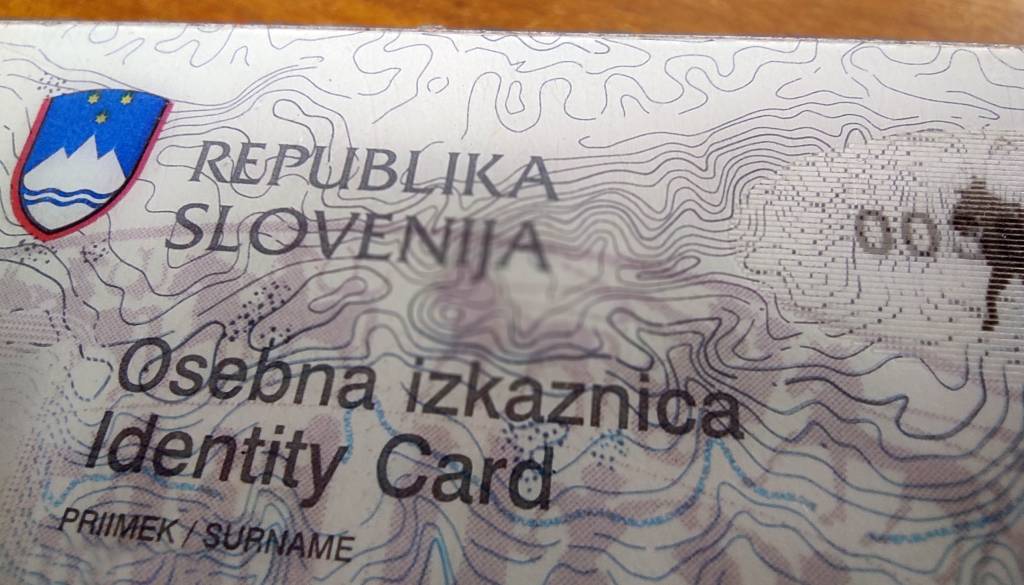 REPUBLIKA
SLOVENIJA
Osebna izkaznica
Identity Card
PRIIMEK / SURNAME